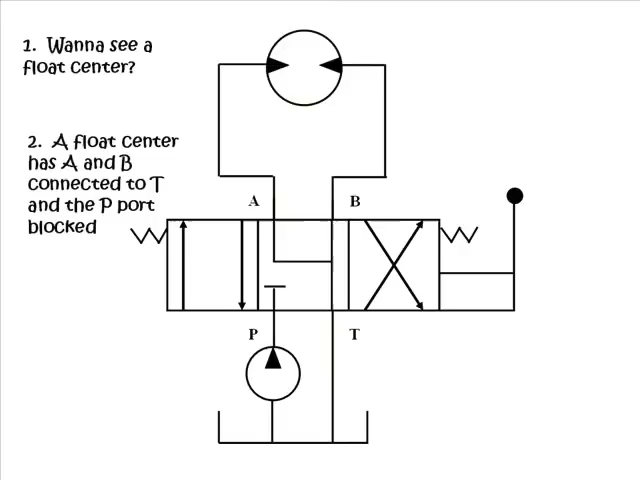 1. Wanna see a
float center?
2. A float center
has A and B
connected to T
and the P port
blocked
A B
P T